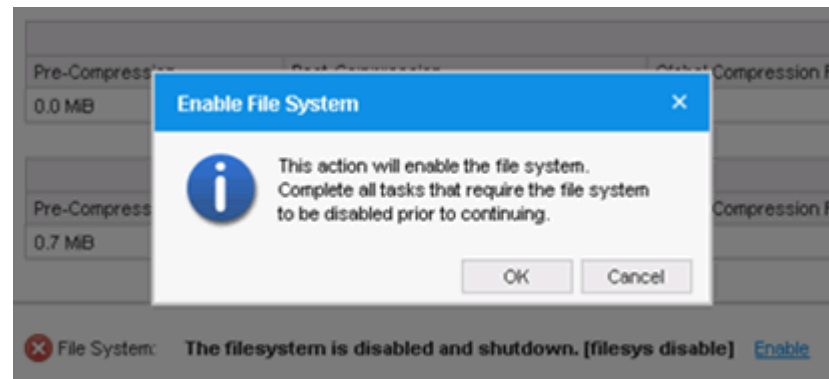 Pre-Compress
Compression F
0.0 MiB
Enable File System
This action will enable the file system.
Complete all tasks that require the file system
to be disabled prior to continuing.
Pre-Compress
Compression F
0.7 MiB
OK Cancel
File System: The filesystem is disabled and shutdown. [filesys disable] Enable